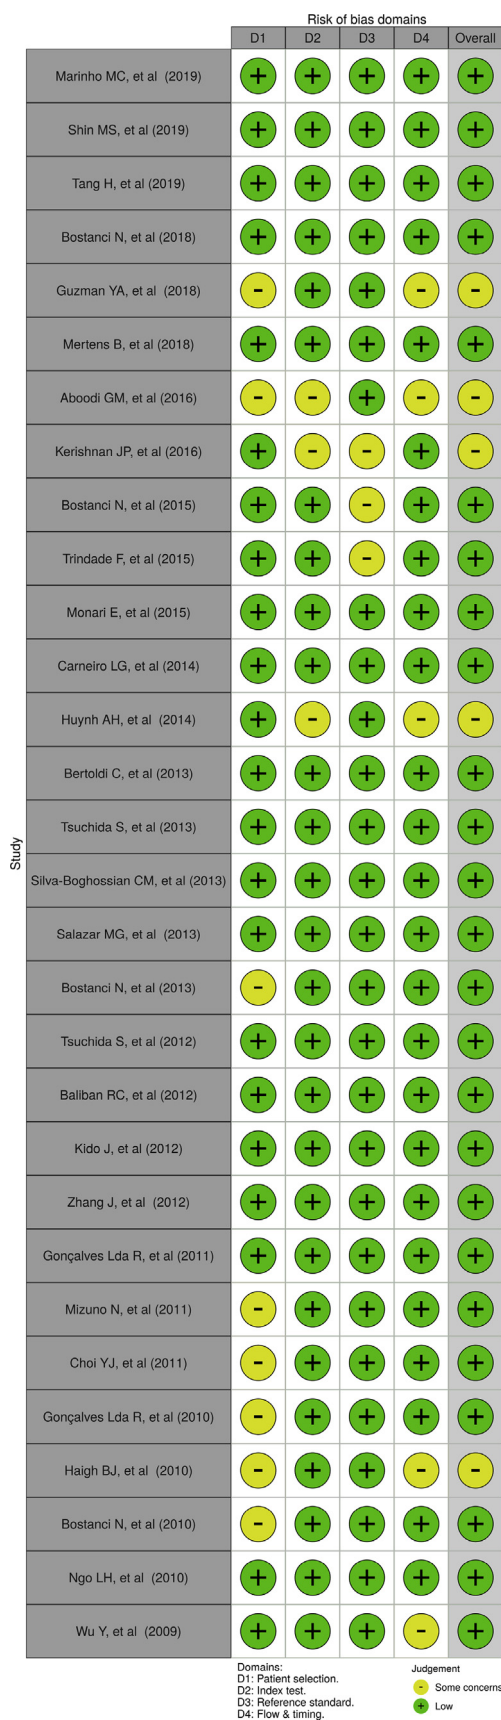 Risk of bias domains
D1 D2 D3 D4 Overall
Marinho MC, et al (2019) + + + + +
Shin MS, et al (2019) + + + + +
Tang H, et al (2019) + + + + +
Bostanci N, et al (2018) + + + + +
Guzman YA, et al (2018) - + + - -
Mertens B, et al (2018) + + + + +
Aboodi GM, et al (2016) - - + - -
Kerishnan JP, et al (2016) + - - + -
Bostanci N, et al (2015) + + - + +
Trindade F, et al (2015) + + - + +
Monari E, et al (2015) + + + + +
Carneiro LG, et al (2014) + + + + +
Huynh AH, et al (2014) + - + - -
Bertoldi C, et al (2013) + + + + +
Tsuchida S, et al (2013) + + + + +
Study
Silva-Boghossian CM, et al (2013) + + + + +
Salazar MG, et al (2013) + + + + +
Bostanci N, et al (2013) - + + + +
Tsuchida S, et al (2012) + + + + +
Baliban RC, et al (2012) + + + + +
Kido J, et al (2012) + + + + +
Zhang J, et al (2012) + + + + +
Gonçalves Lda R, et al (2011) + + + + +
Mizuno N, et al (2011) - + + + +
Choi YJ, et al (2011) - + + + +
Gonçalves Lda R, et al (2010) - + + + +
Haigh BJ, et al (2010) - + + - -
Bostanci N, et al (2010) - + + + +
Ngo LH, et al (2010) + + + + +
Wu Y, et al (2009) + + + - +
Domains:
D1: Patient selection.
D2: Index test.
D3: Reference standard.
D4: Flow & timing.
Judgement
- Some concerns
+ Low